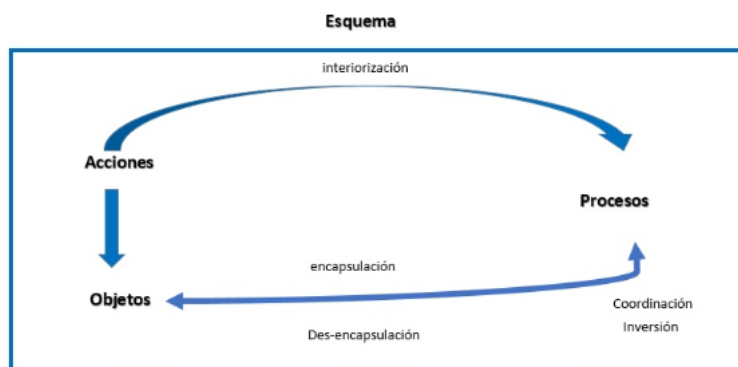 Esquema
interiorización
Acciones
Procesos
encapsulación
Objetos
Coordinación
Inversión
Des-encapsulación